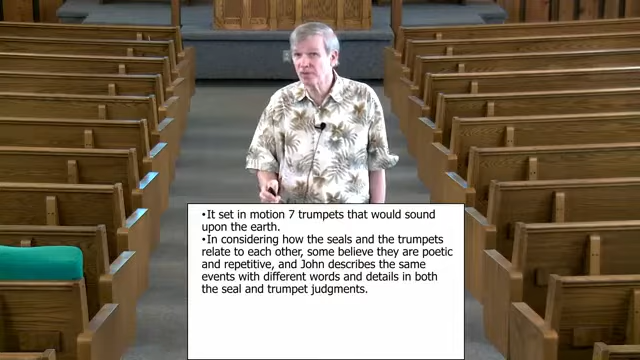 •It set in motion 7 trumpets that would sound
upon the earth.
•In considering how the seals and the trumpets
relate to each other, some believe they are poetic
and repetitive, and John describes the same
events with different words and details in both
the seal and trumpet judgments.